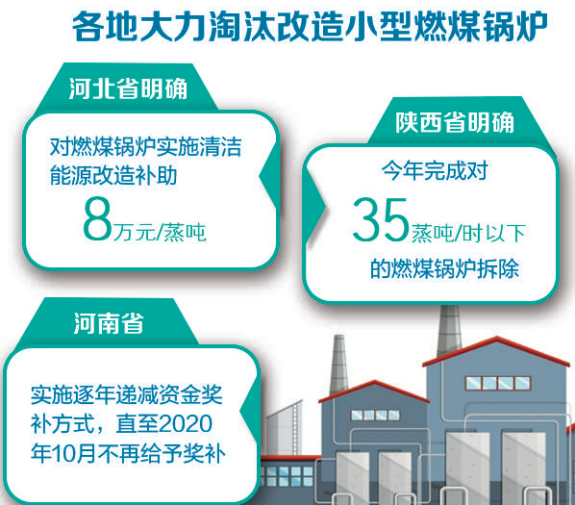 各地大力淘汰改造小型燃煤锅炉
河北省明确
对燃煤锅炉实施清洁
能源改造补助
8万元/蒸吨
陕西省明确
今年完成对
35蒸吨/时以下
的燃煤锅炉拆除
河南省
实施逐年递减资金奖
补方式，直至2020
年10月不再给予奖补